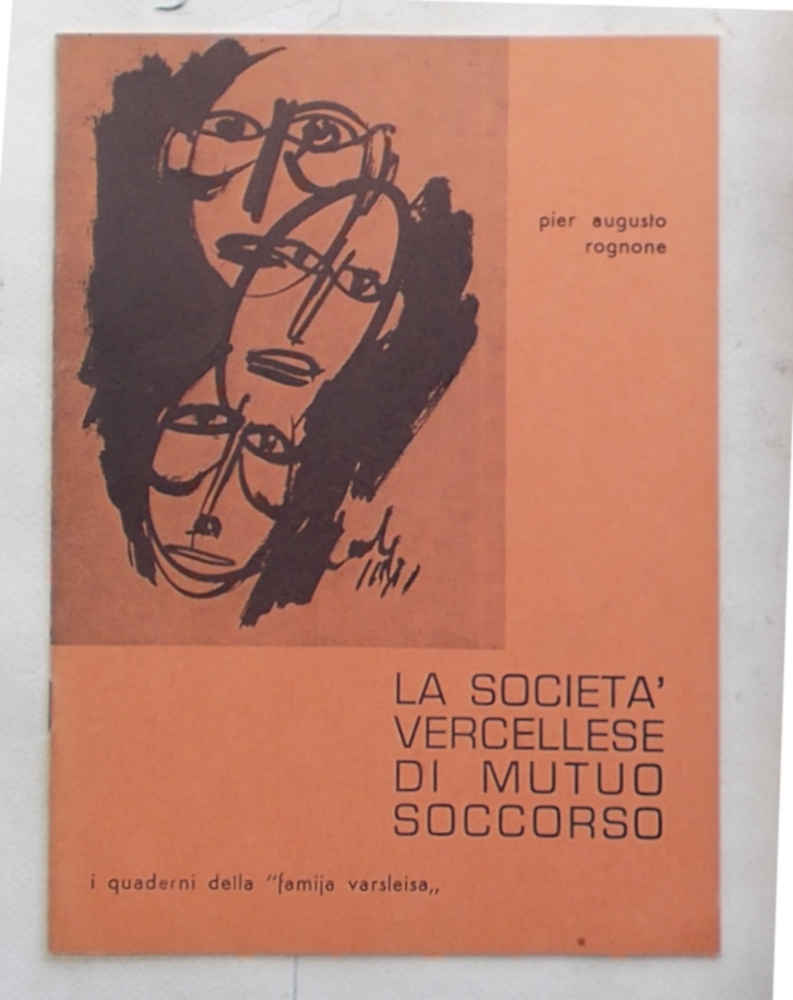 pier augusto
rognone
LA SOCIETA'
VERCELLESE
DI MUTUO
SOCCORSO
i quaderni della "famija varsleisa„